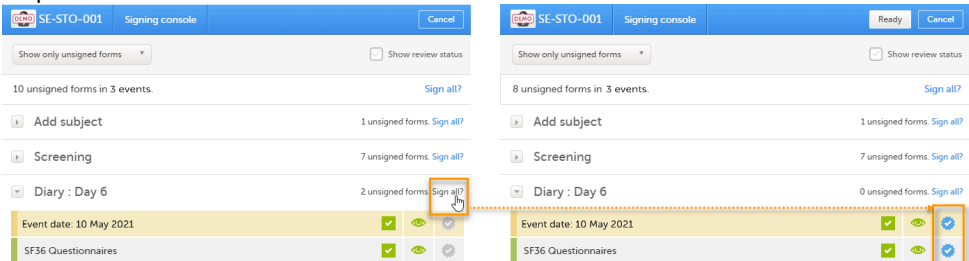 DEMO SE-STO-001 Signing console Cancel
Show only unsigned forms Show review status
10 unsigned forms in 3 events. Sign all?
Add subject 1 unsigned forms. Sign all?
Screening 7 unsigned forms. Sign all?
Diary : Day 6 2 unsigned forms. Sign all?
Event date: 10 May 2021
SF36 Questionnaires
DEMO SE-STO-001 Signing console Ready Cancel
Show only unsigned forms Show review status
8 unsigned forms in 3 events. Sign all?
Add subject 1 unsigned forms. Sign all?
Screening 7 unsigned forms. Sign all?
Diary : Day 6 0 unsigned forms. Sign all?
Event date: 10 May 2021
SF36 Questionnaires